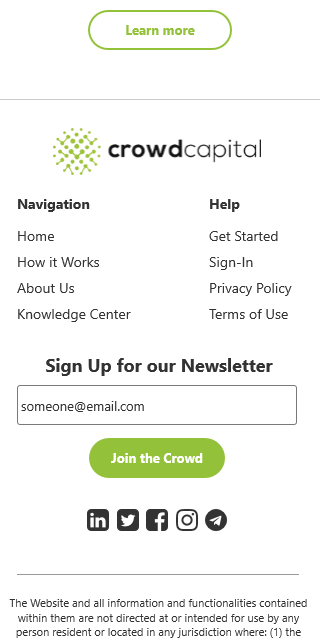 Learn more
crowdcapital
Navigation
Home
How it Works
About Us
Knowledge Center
Help
Get Started
Sign-In
Privacy Policy
Terms of Use
Sign Up for our Newsletter
someone@email.com
Join the Crowd
The Website and all information and functionalities contained
within them are not directed at or intended for use by any
person resident or located in any jurisdiction where: (1) the